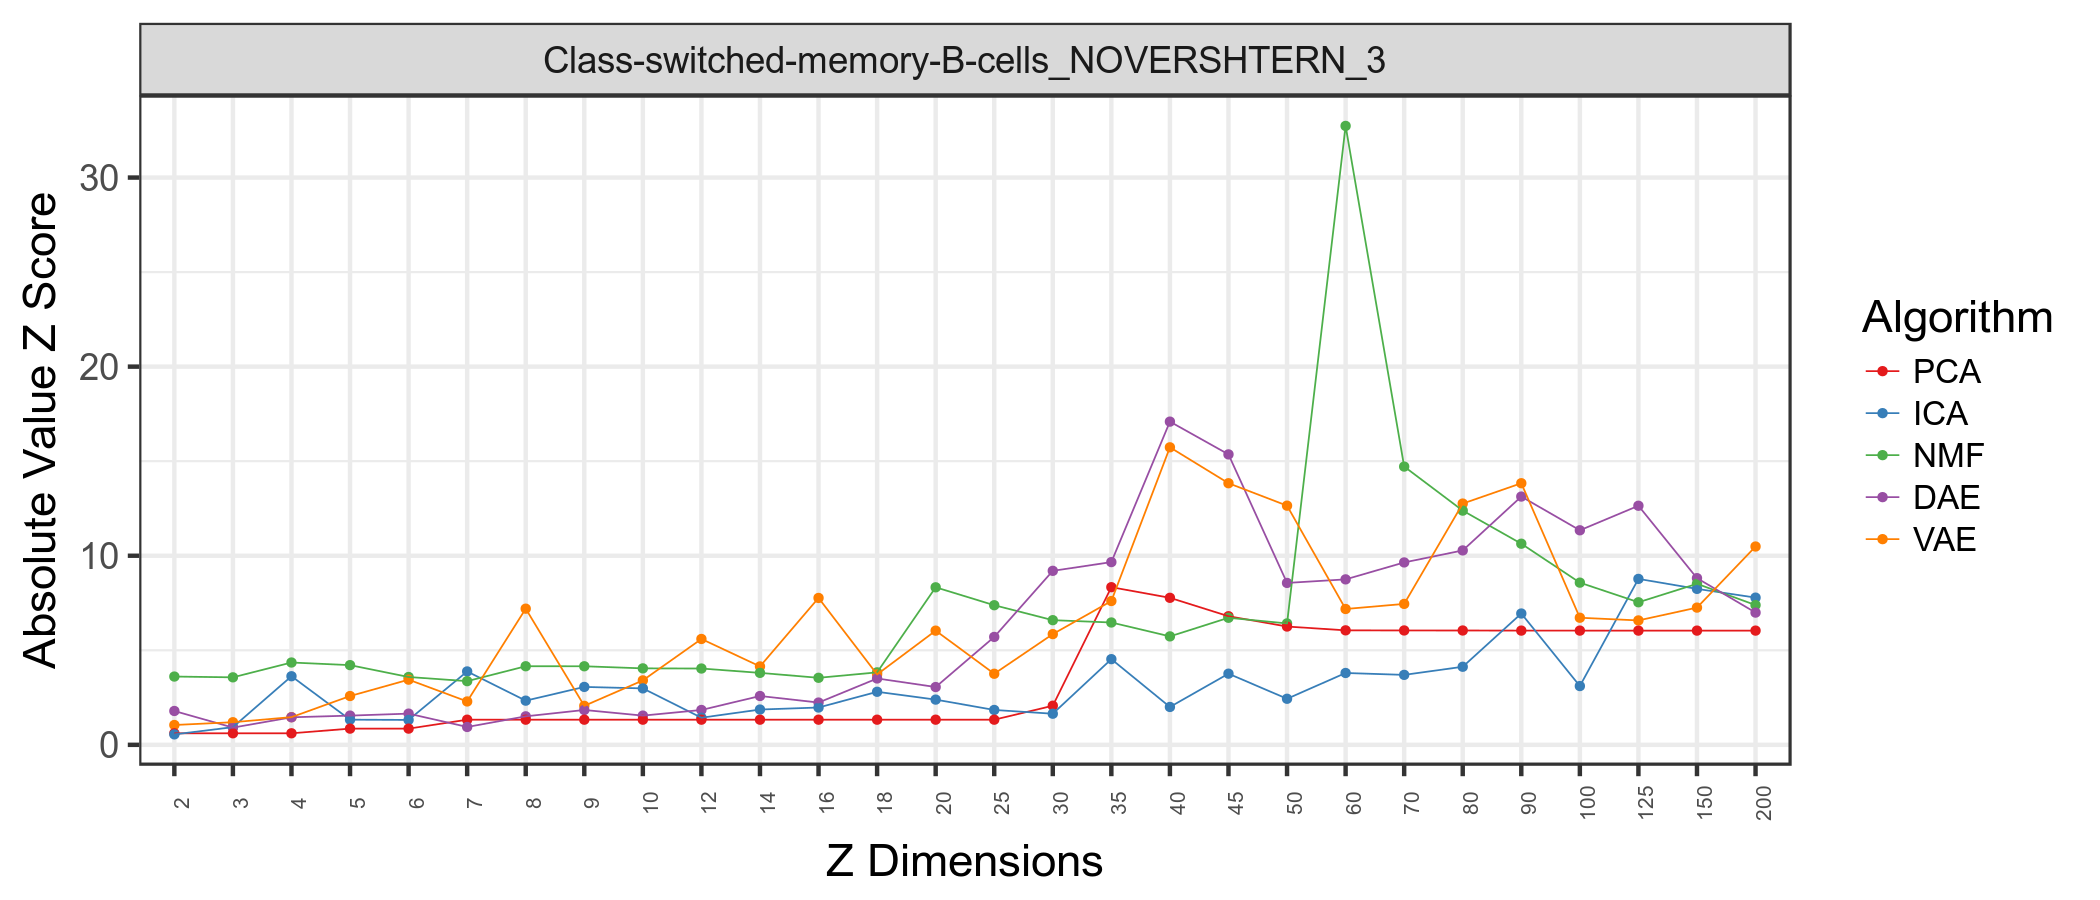 Class-switched-memory-B-cells_NOVERSHTERN_3
Absolute Value Z Score
30
20
10
0
2 3 4 5 6 7 8 9 10 12 14 16 18 20 25 30 35 40 45 50 60 70 80 90 100 125 150 200
Z Dimensions
Algorithm
PCA
ICA
NMF
DAE
VAE